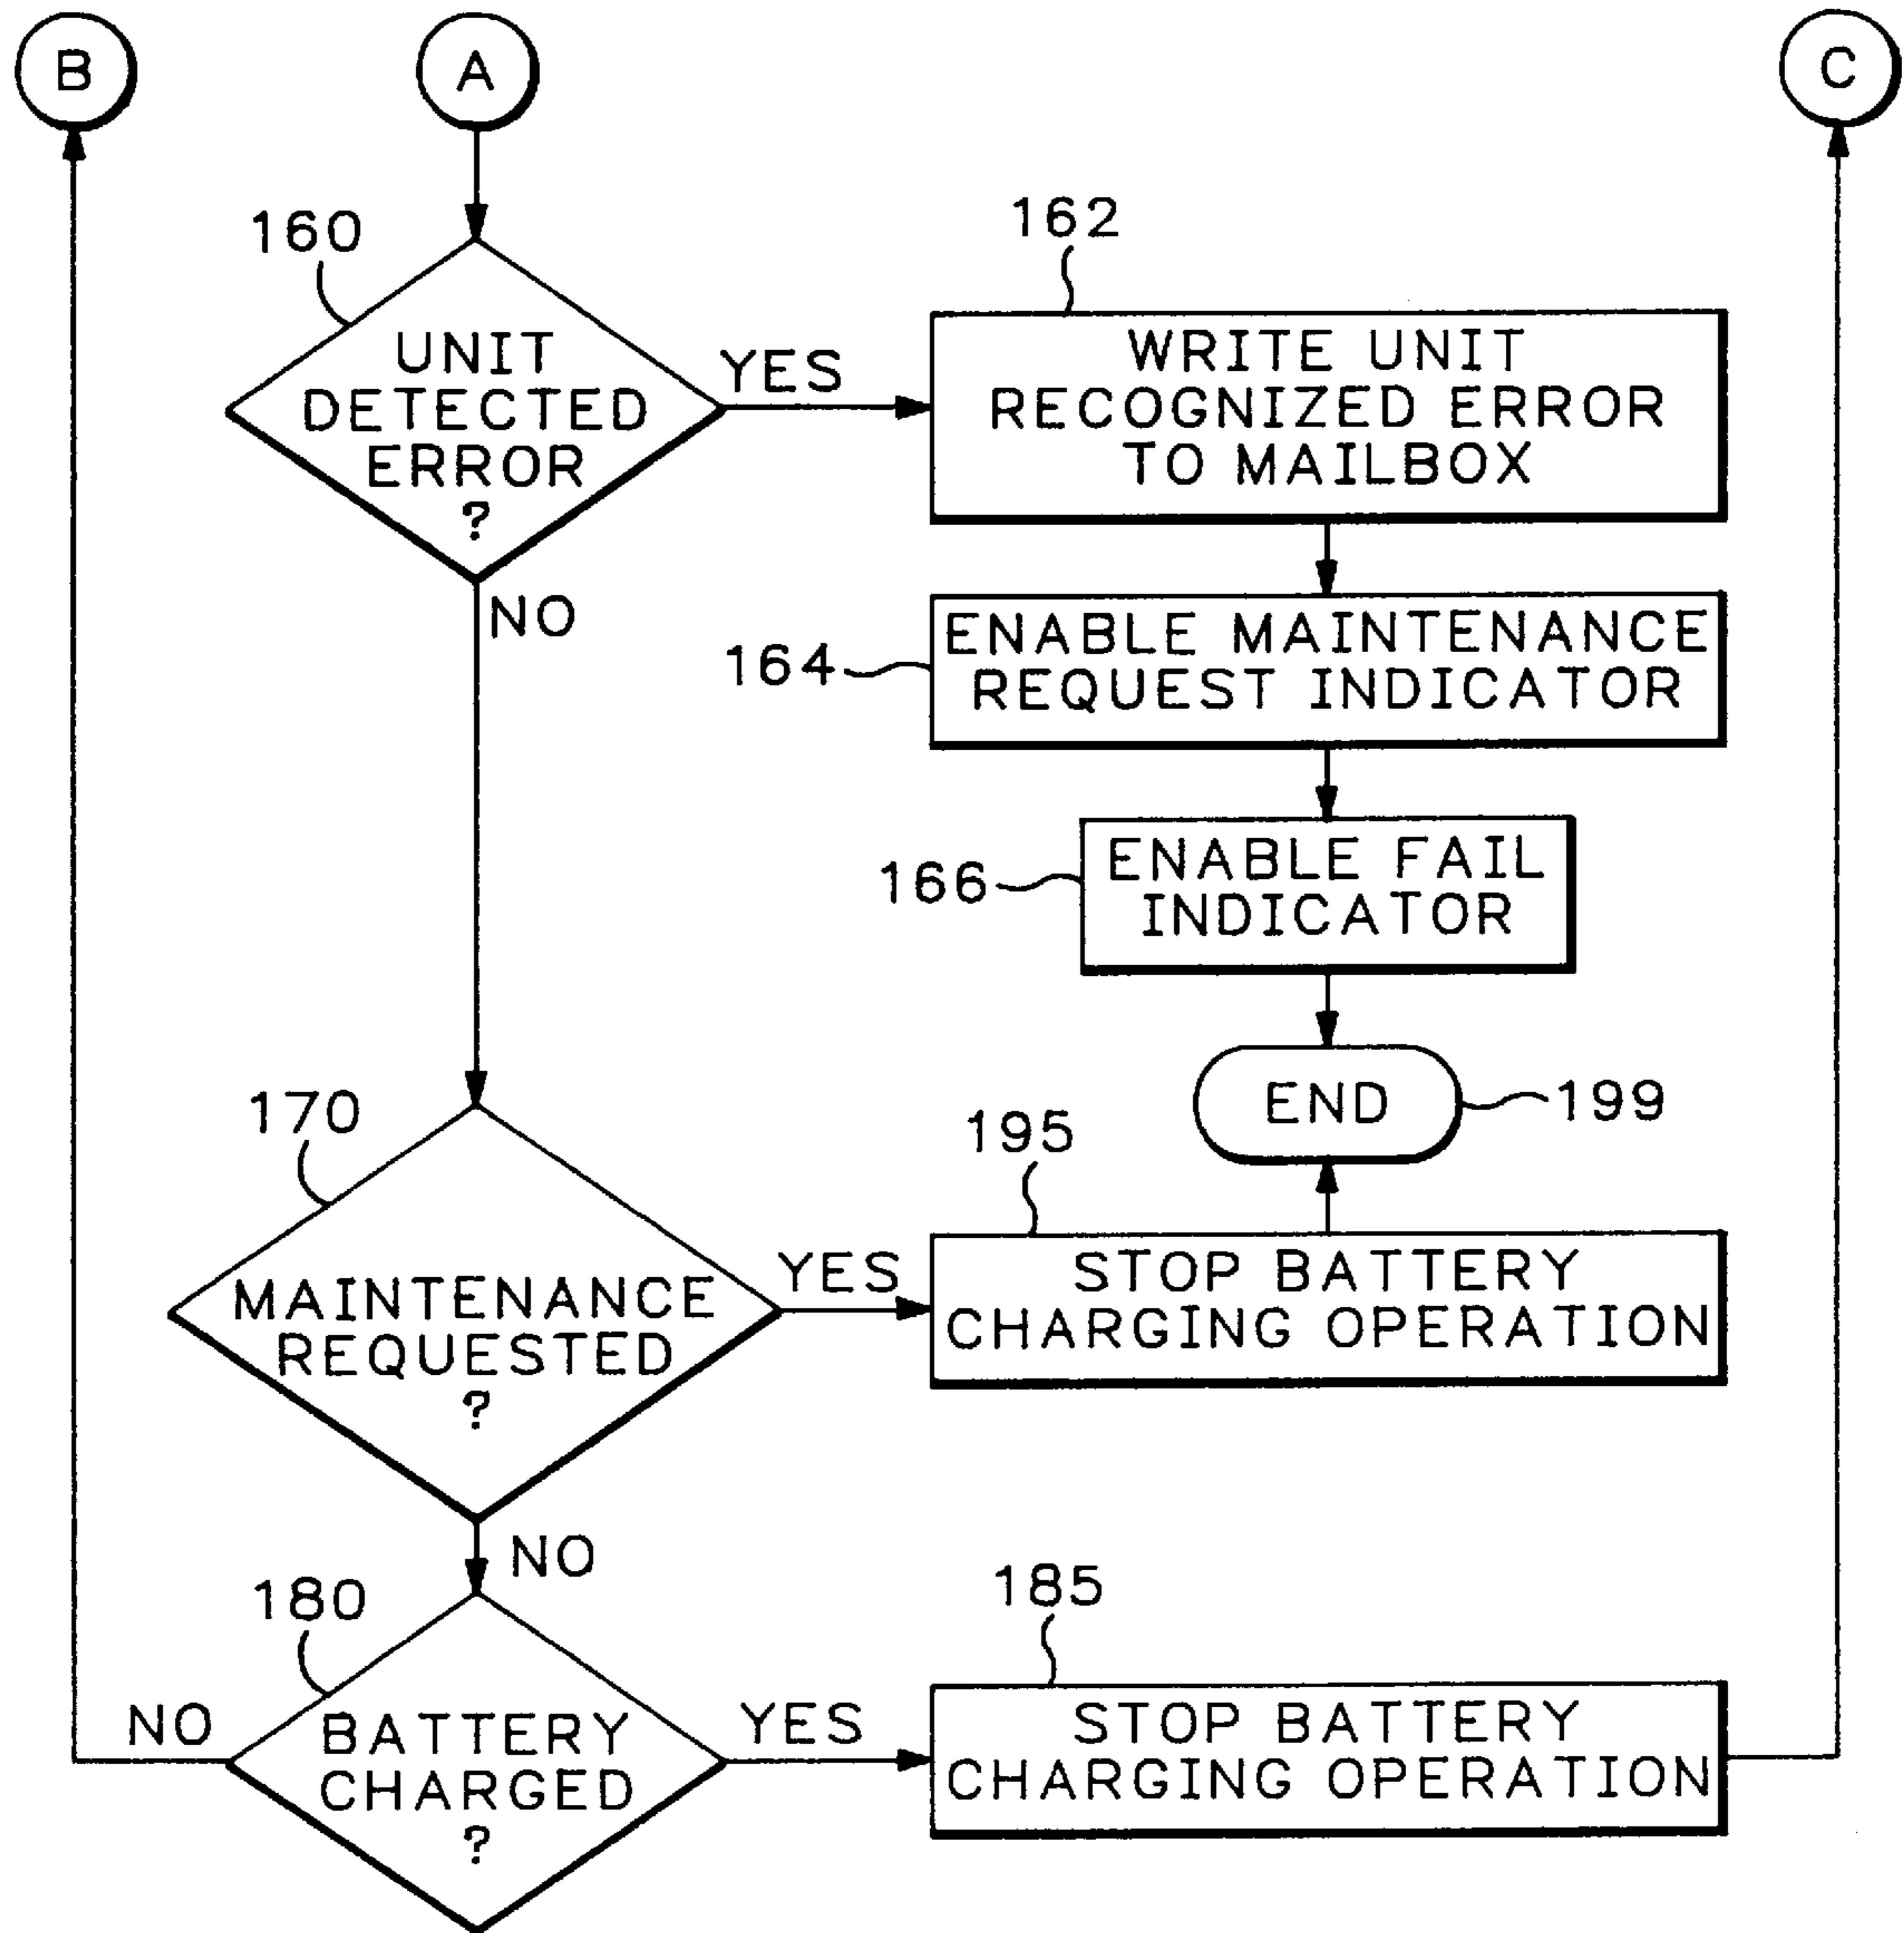 B
A
C
160
162
UNIT
DETECTED
ERROR
?
YES
WRITE UNIT
RECOGNIZED ERROR
TO MAILBOX
NO
164
ENABLE MAINTENANCE
REQUEST INDICATOR
166
ENABLE FAIL
INDICATOR
END
199
170
195
MAINTENANCE
REQUESTED
?
YES
STOP BATTERY
CHARGING OPERATION
NO
180
185
NO
BATTERY
CHARGED
?
YES
STOP BATTERY
CHARGING OPERATION